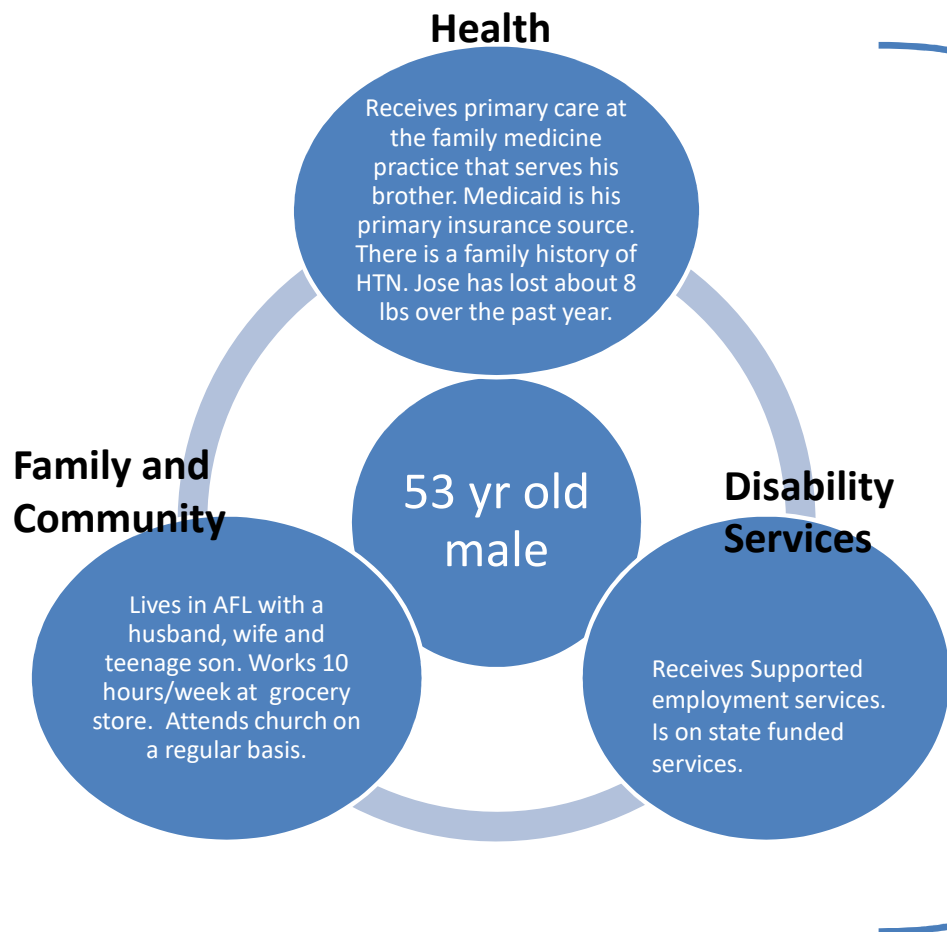 Health
Receives primary care at
the family medicine
practice that serves his
brother. Medicaid is his
primary insurance source.
There is a family history of
HTN. Jose has lost about 8
lbs over the past year.
53 yr old
male
Family and
Community
Lives in AFL with a
husband, wife and
teenage son. Works 10
hours/week at grocery
store. Attends church on
a regular basis.
Disability
Services
Receives Supported
employment services.
Is on state funded
services.